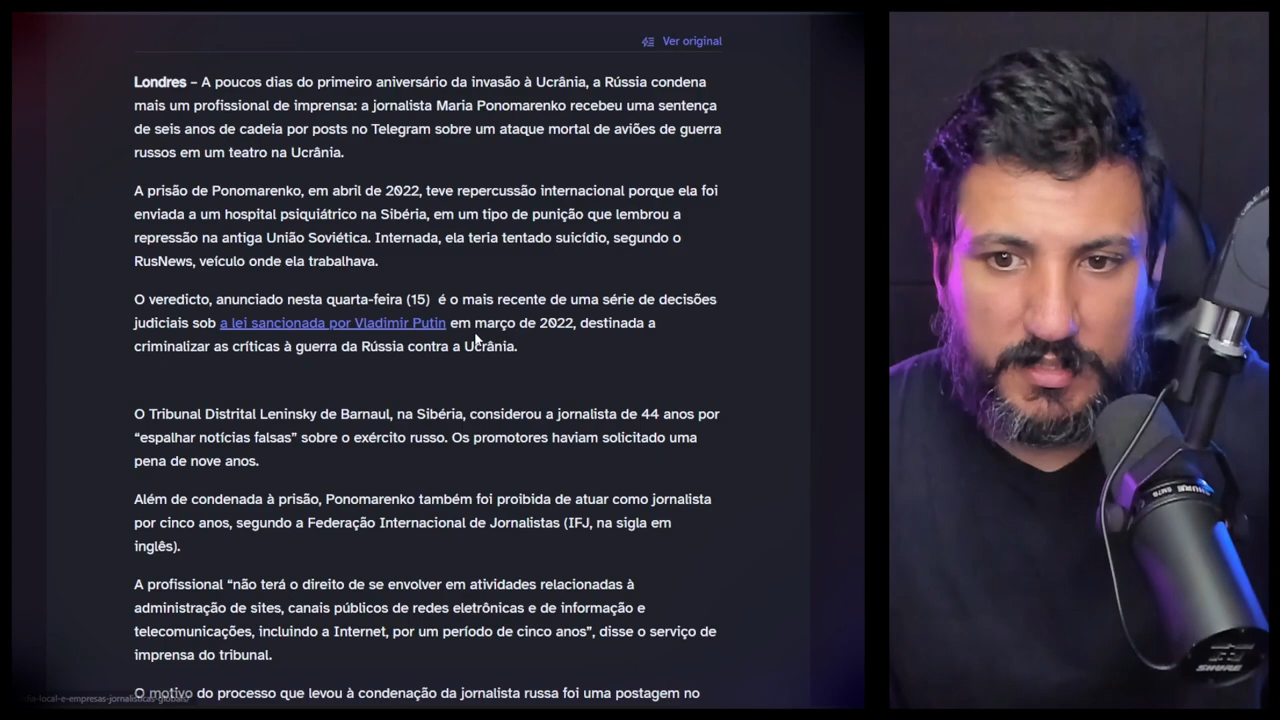 Ver original
Londres – A poucos dias do primeiro aniversário da invasão à Ucrânia, a Rússia condena
mais um profissional de imprensa: a jornalista Maria Ponomarenko recebeu uma sentença
de seis anos de cadeia por posts no Telegram sobre um ataque mortal de aviões de guerra
russos em um teatro na Ucrânia.
A prisão de Ponomarenko, em abril de 2022, teve repercussão internacional porque ela foi
enviada a um hospital psiquiátrico na Sibéria, em um tipo de punição que lembrou a
repressão na antiga União Soviética. Internada, ela teria tentado suicídio, segundo o
RusNews, veículo onde ela trabalhava.
O veredicto, anunciado nesta quarta-feira (15) é o mais recente de uma série de decisões
judiciais sob a lei sancionada por Vladimir Putin em março de 2022, destinada a
criminalizar as críticas à guerra da Rússia contra a Ucrânia.
O Tribunal Distrital Leninsky de Barnaul, na Sibéria, considerou a jornalista de 44 anos por
“espalhar notícias falsas” sobre o exército russo. Os promotores haviam solicitado uma
pena de nove anos.
Além de condenada à prisão, Ponomarenko também foi proibida de atuar como jornalista
por cinco anos, segundo a Federação Internacional de Jornalistas (IFJ, na sigla em
inglês).
A profissional “não terá o direito de se envolver em atividades relacionadas à
administração de sites, canais públicos de redes eletrônicas e de informação e
telecomunicações, incluindo a Internet, por um período de cinco anos”, disse o serviço de
imprensa do tribunal.
O motivo do processo que levou à condenação da jornalista russa foi uma postagem no
SHURE SM7B
SHURE